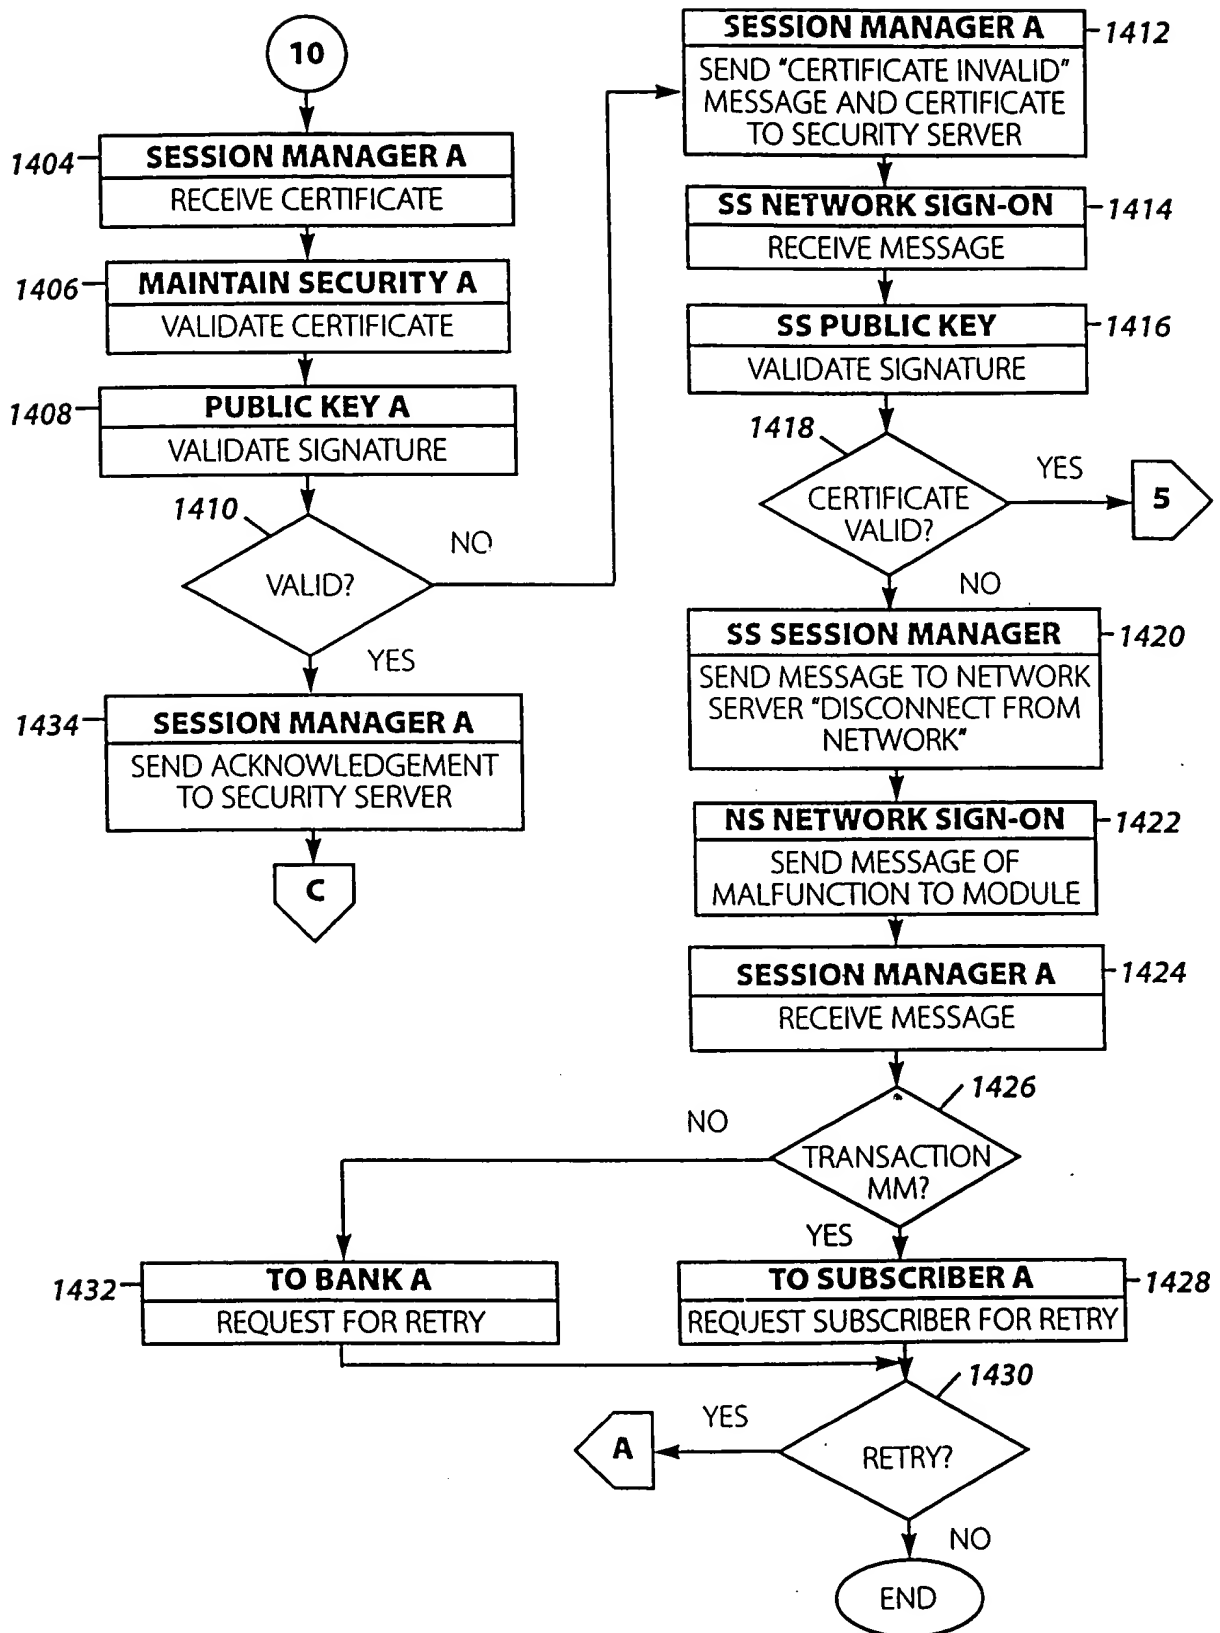 10
1404
SESSION MANAGER A
RECEIVE CERTIFICATE
1406
MAINTAIN SECURITY A
VALIDATE CERTIFICATE
1408
PUBLIC KEY A
VALIDATE SIGNATURE
1410
VALID?
NO
YES
1434
SESSION MANAGER A
SEND ACKNOWLEDGEMENT
TO SECURITY SERVER
C
SESSION MANAGER A
1412
SEND "CERTIFICATE INVALID"
MESSAGE AND CERTIFICATE
TO SECURITY SERVER
SS NETWORK SIGN-ON
1414
RECEIVE MESSAGE
SS PUBLIC KEY
1416
VALIDATE SIGNATURE
1418
CERTIFICATE
VALID?
YES
5
NO
SS SESSION MANAGER
1420
SEND MESSAGE TO NETWORK
SERVER "DISCONNECT FROM
NETWORK"
NS NETWORK SIGN-ON
1422
SEND MESSAGE OF
MALFUNCTION TO MODULE
SESSION MANAGER A
1424
RECEIVE MESSAGE
1426
TRANSACTION
MM?
NO
YES
1432
TO BANK A
REQUEST FOR RETRY
TO SUBSCRIBER A
1428
REQUEST SUBSCRIBER FOR RETRY
1430
RETRY?
YES
A
NO
END